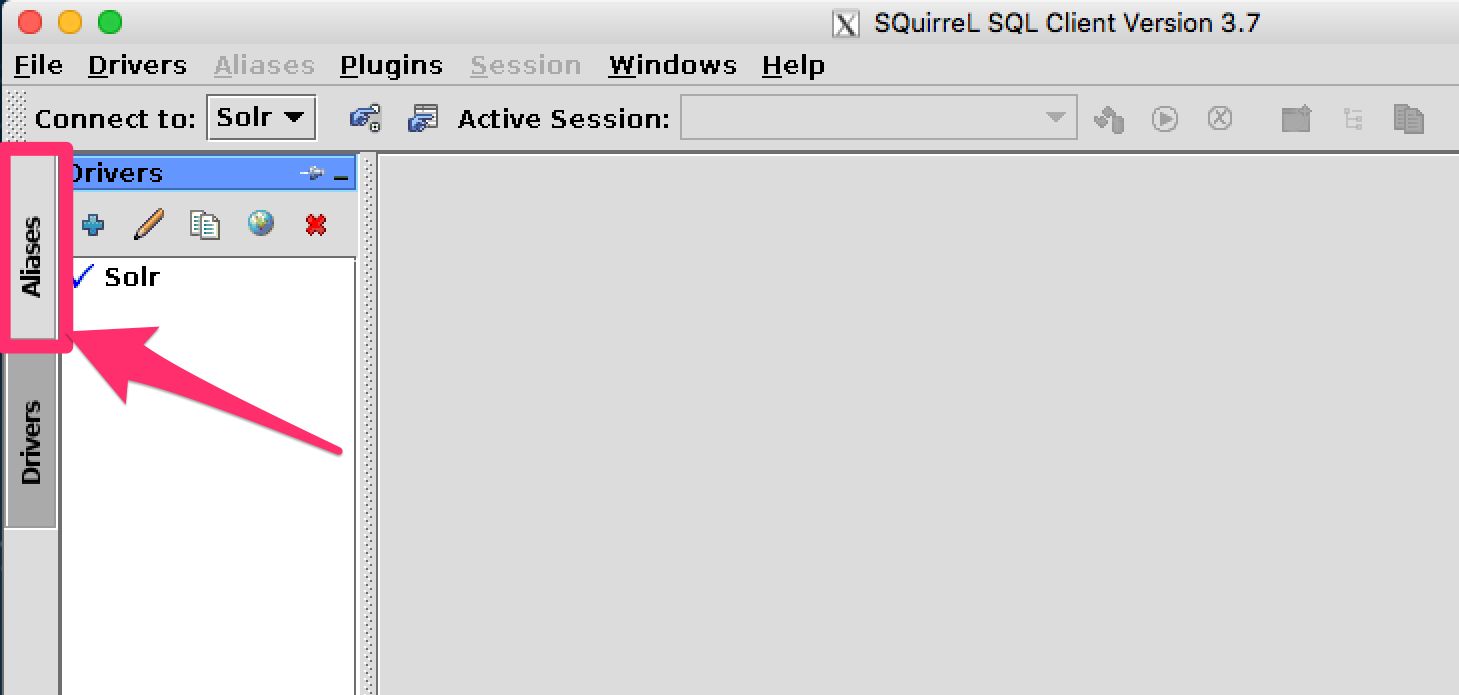 SQuirreL SQL Client Version 3.7
File Drivers Aliases Plugins Session Windows Help
Connect to: Solr Active Session:
Aliases
Drivers
Drivers
Solr